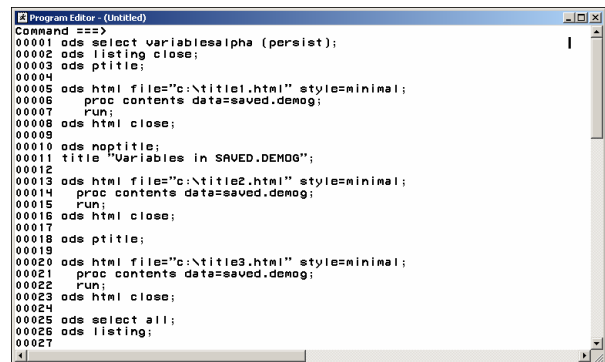 Program Editor - (Untitled)
Command ===>
00001 ods select variablesalpha (persist);
00002 ods listing close;
00003 ods ptitle;
00004
00005 ods html file="c:\title1.html" style=minimal;
00006    proc contents data=saved.demog;
00007    run;
00008 ods html close;
00009
00010 ods noptitle;
00011 title "Variables in SAVED.DEMOG";
00012
00013 ods html file="c:\title2.html" style=minimal;
00014   proc contents data=saved.demog;
00015   run;
00016 ods html close;
00017
00018 ods ptitle;
00019
00020 ods html file="c:\title3.html" style=minimal;
00021   proc contents data=saved.demog;
00022   run;
00023 ods html close;
00024
00025 ods select all;
00026 ods listing;
00027